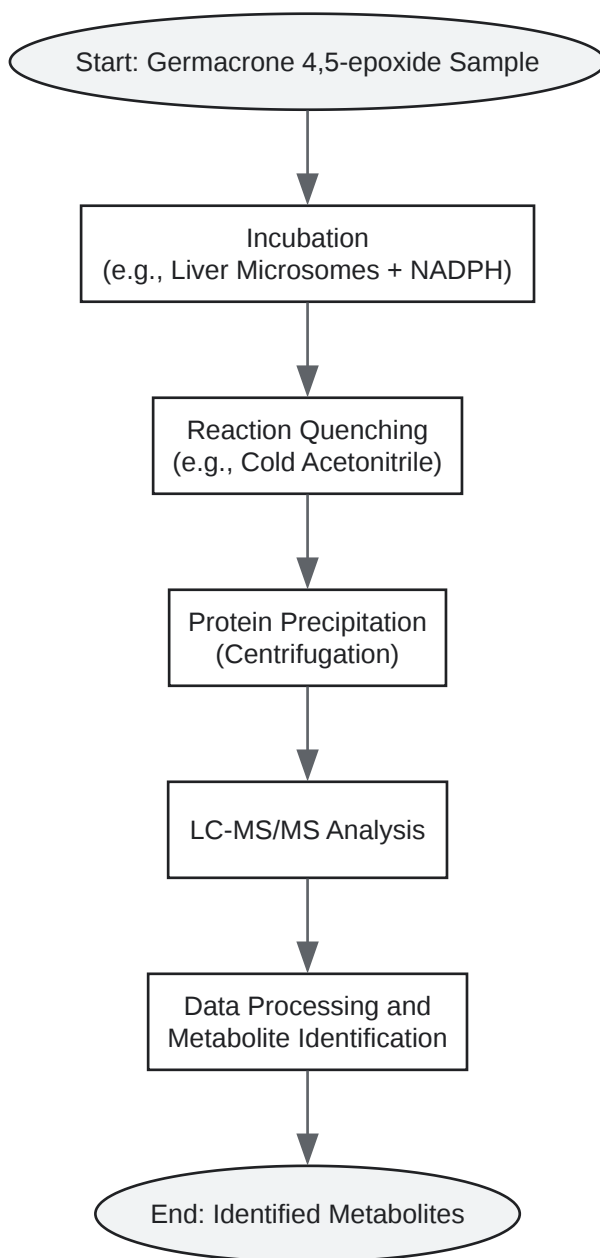 Start: Germacrone 4,5-epoxide Sample
Incubation
(e.g., Liver Microsomes + NADPH)
Reaction Quenching
(e.g., Cold Acetonitrile)
Protein Precipitation
(Centrifugation)
LC-MS/MS Analysis
Data Processing and
Metabolite Identification
End: Identified Metabolites